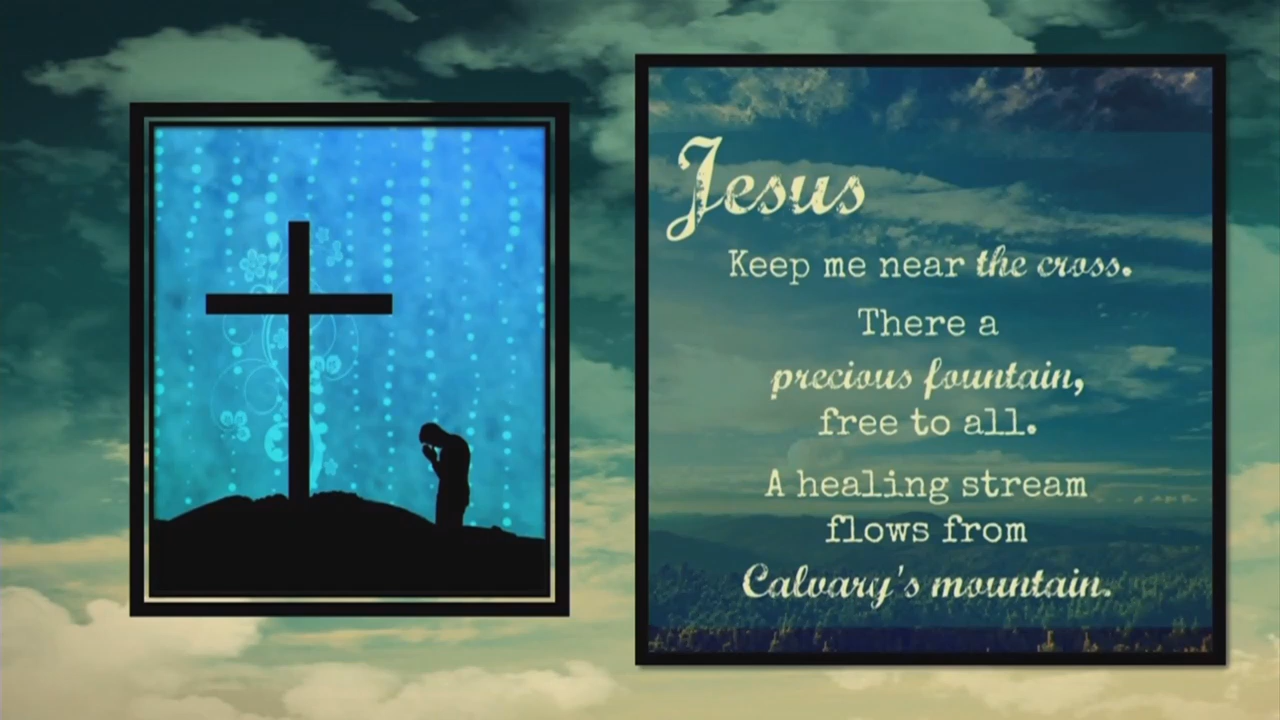 Jesus
Keep me near the cross.
There a
precious fountain,
free to all.
A healing stream
flows from
Calvary's mountain.